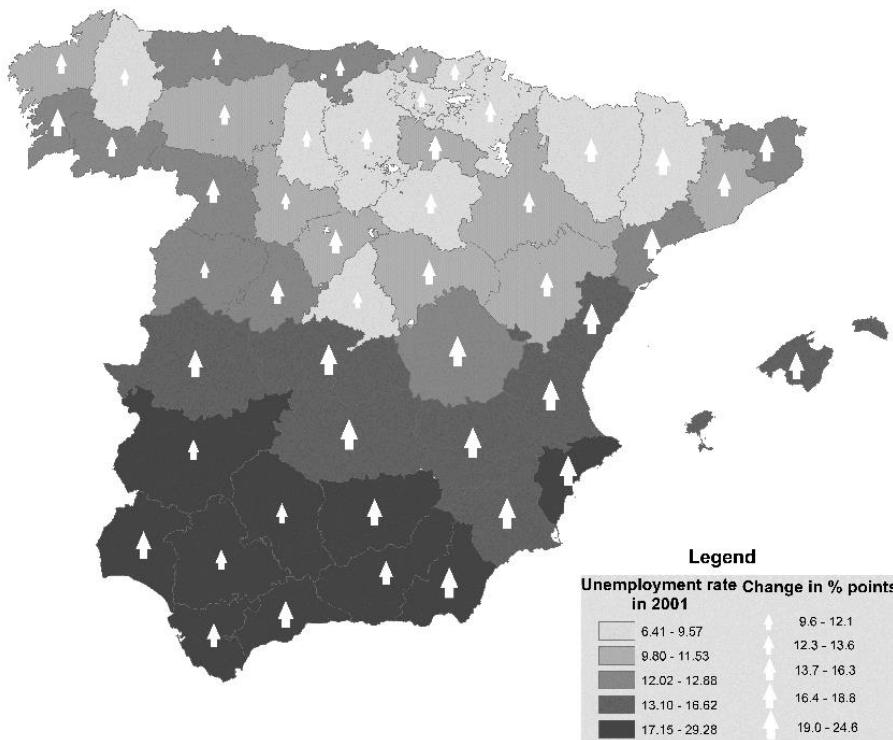 Legend
Unemployment rate in 2001
Change in % points
6.41 - 9.57
9.80 - 11.53
12.02 - 12.88
13.10 - 16.62
17.15 - 29.28
9.6 - 12.1
12.3 - 13.6
13.7 - 16.3
16.4 - 18.8
19.0 - 24.6